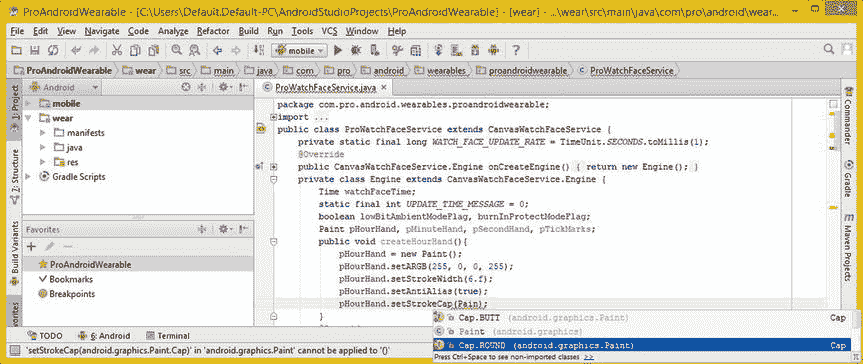 ProAndroidWearable - [C:\Users\Default.Default-PC\AndroidStudioProjects\ProAndroidWearable] - [wear] - ...\wear\src\main\java\com\pro\android\wear...
File Edit View Navigate Code Analyze Refactor Build Run Tools VCS Window Help
mobile
ProAndroidWearable wear src main java com pro android wearables proandroidwearable ProWatchFaceService
Android
ProWatchFaceService.java
1: Project
mobile
wear
manifests
java
res
Gradle Scripts
7: Structure
Build Variants
Favorites
Favorites
ProAndroidWearable
Bookmarks
Breakpoints
package com.pro.android.wearables.proandroidwearable;
import ...
public class ProWatchFaceService extends CanvasWatchFaceService {
private static final long WATCH_FACE_UPDATE_RATE = TimeUnit.SECONDS.toMillis(1);
@Override
public CanvasWatchFaceService.Engine onCreateEngine() { return new Engine(); }
private class Engine extends CanvasWatchFaceService.Engine {
Time watchFaceTime;
static final int UPDATE_TIME_MESSAGE = 0;
boolean lowBitAmbientModeFlag, burnInProtectModeFlag;
Paint pHourHand, pMinuteHand, pSecondHand, pTickMarks;
public void createHourHand(){
pHourHand = new Paint();
pHourHand.setARGB(255, 0, 0, 255);
pHourHand.setStrokeWidth(6.f);
pHourHand.setAntiAlias(true);
pHourHand.setStrokeCap(Pain);
}
Cap.BUTT (android.graphics.Paint) Cap
Paint (android.graphics)
Cap.ROUND (android.graphics.Paint) Cap
Press Ctrl+Space to see non-imported classes >>
Commander
Gradle
Maven Projects
TODO 6: Android Terminal
'setStrokeCap(android.graphics.Paint.Cap)' in 'android.graphics.Paint' cannot be applied to '()'